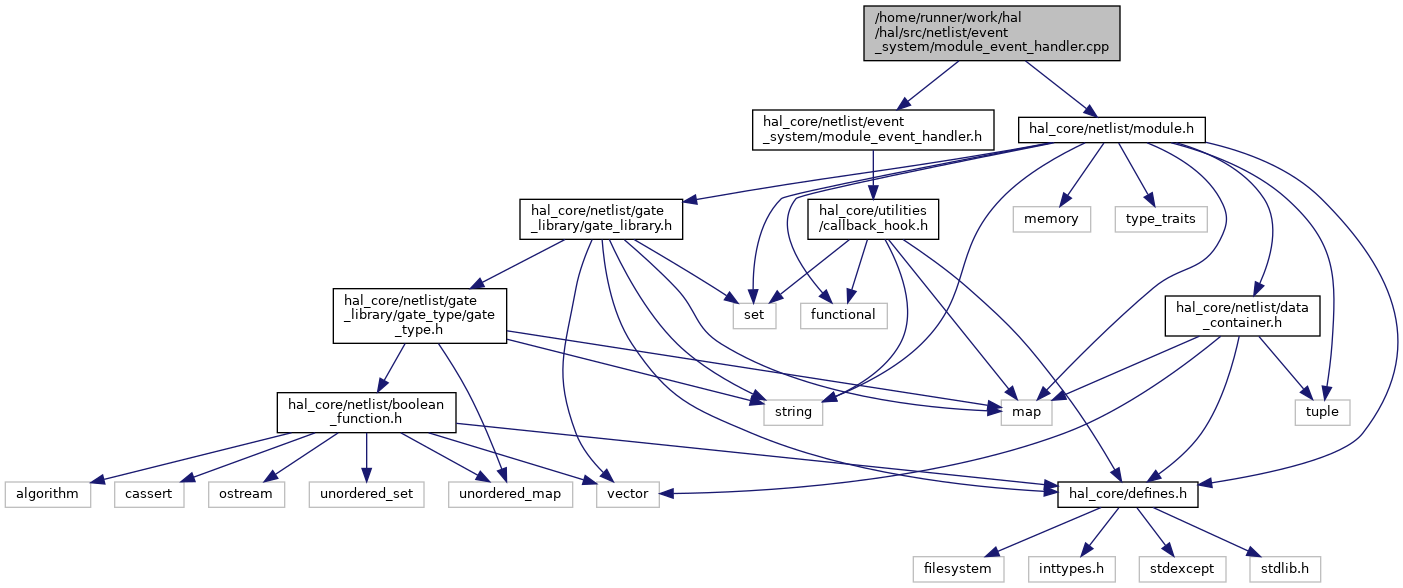 /home/runner/work/hal
/hal/src/netlist/event
_system/module_event_handler.cpp
hal_core/netlist/event
_system/module_event_handler.h
hal_core/netlist/module.h
hal_core/netlist/gate
_library/gate_library.h
hal_core/utilities
/callback_hook.h
memory
type_traits
hal_core/netlist/gate
_library/gate_type/gate
_type.h
set
functional
hal_core/netlist/data
_container.h
hal_core/netlist/boolean
_function.h
string
map
tuple
algorithm
cassert
ostream
unordered_set
unordered_map
vector
hal_core/defines.h
filesystem
inttypes.h
stdexcept
stdlib.h